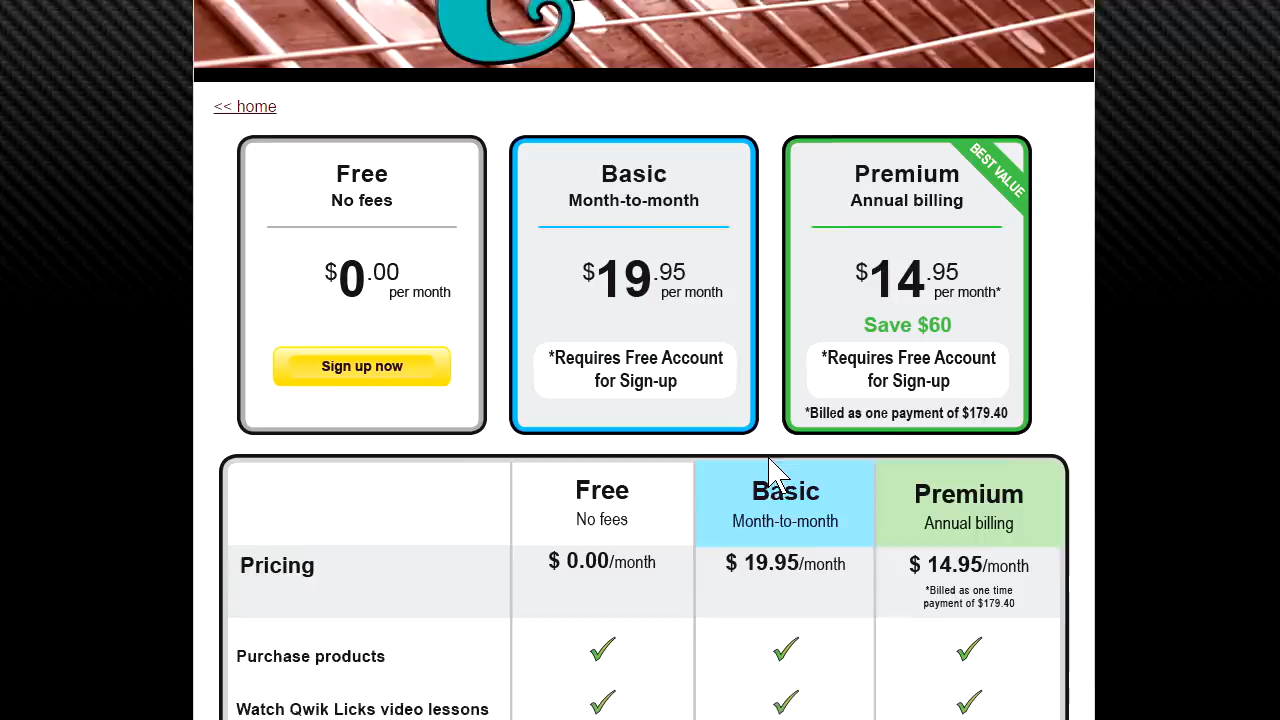 << home
Free
No fees
$0.00
per month
Sign up now
Basic
Month-to-month
$19.95
per month
*Requires Free Account
for Sign-up
Premium
Annual billing
BEST VALUE
$14.95
per month*
Save $60
*Requires Free Account
for Sign-up
*Billed as one payment of $179.40
Free
No fees
Basic
Month-to-month
Premium
Annual billing
Pricing
$ 0.00/month
$ 19.95/month
$ 14.95/month
*Billed as one time
payment of $179.40
Purchase products
Watch Qwik Licks video lessons